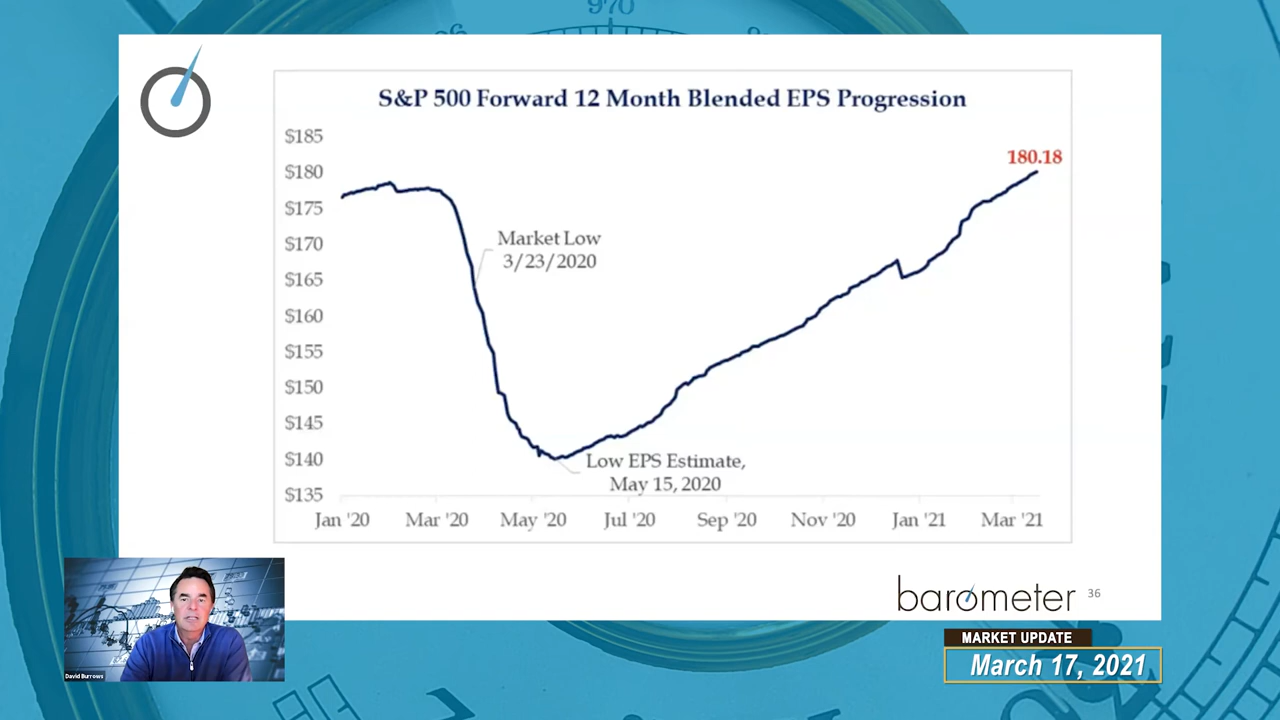 970
S&P 500 Forward 12 Month Blended EPS Progression
$185
$180
$175
$170
$165
$160
$155
$150
$145
$140
$135
180.18
Market Low
3/23/2020
Low EPS Estimate,
May 15, 2020
Jan '20
Mar '20
May '20
Jul '20
Sep '20
Nov '20
Jan '21
Mar '21
barometer
36
David Burrows
MARKET UPDATE
March 17, 2021